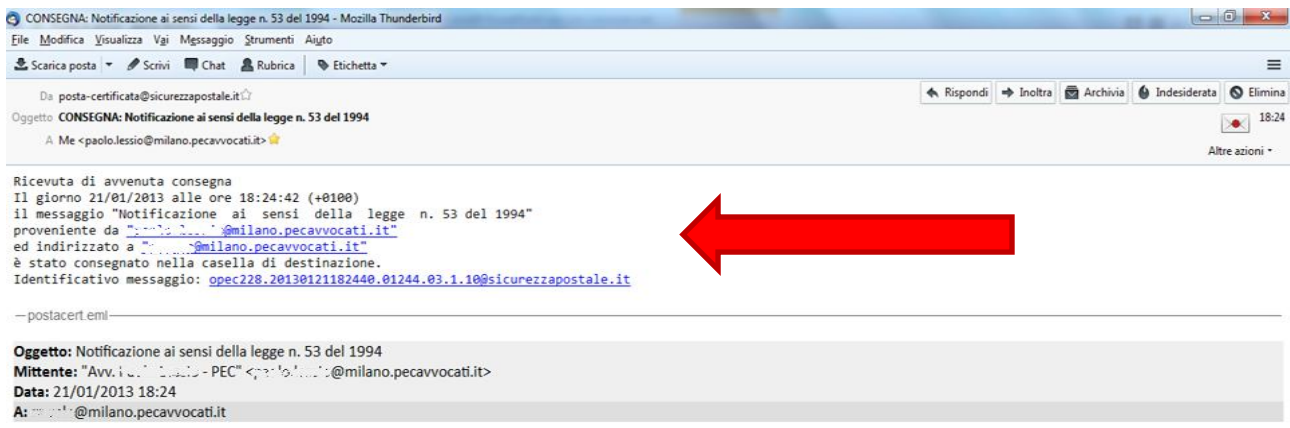 CONSEGNA: Notificazione ai sensi della legge n. 53 del 1994 - Mozilla Thunderbird
File Modifica Visualizza Vai Messaggio Strumenti Aiuto
Scarica posta Scrivi Chat Rubrica Etichetta
Da posta-certificata@sicurezzapostale.it Rispondi Inoltra Archivia Indesiderata Elimina
Oggetto CONSEGNA: Notificazione ai sensi della legge n. 53 del 1994 18:24
A Me <paolo.lessio@milano.pecavvocati.it> Altre azioni
Ricevuta di avvenuta consegna
Il giorno 21/01/2013 alle ore 18:24:42 (+0100)
il messaggio "Notificazione ai sensi della legge n. 53 del 1994"
proveniente da "@milano.pecavvocati.it"
ed indirizzato a "@milano.pecavvocati.it"
è stato consegnato nella casella di destinazione.
Identificativo messaggio: opec228.20130121182440.01244.03.1.10@sicurezzapostale.it
postacert.eml
Oggetto: Notificazione ai sensi della legge n. 53 del 1994
Mittente: "Avv. - PEC" <@milano.pecavvocati.it>
Data: 21/01/2013 18:24
A: @milano.pecavvocati.it